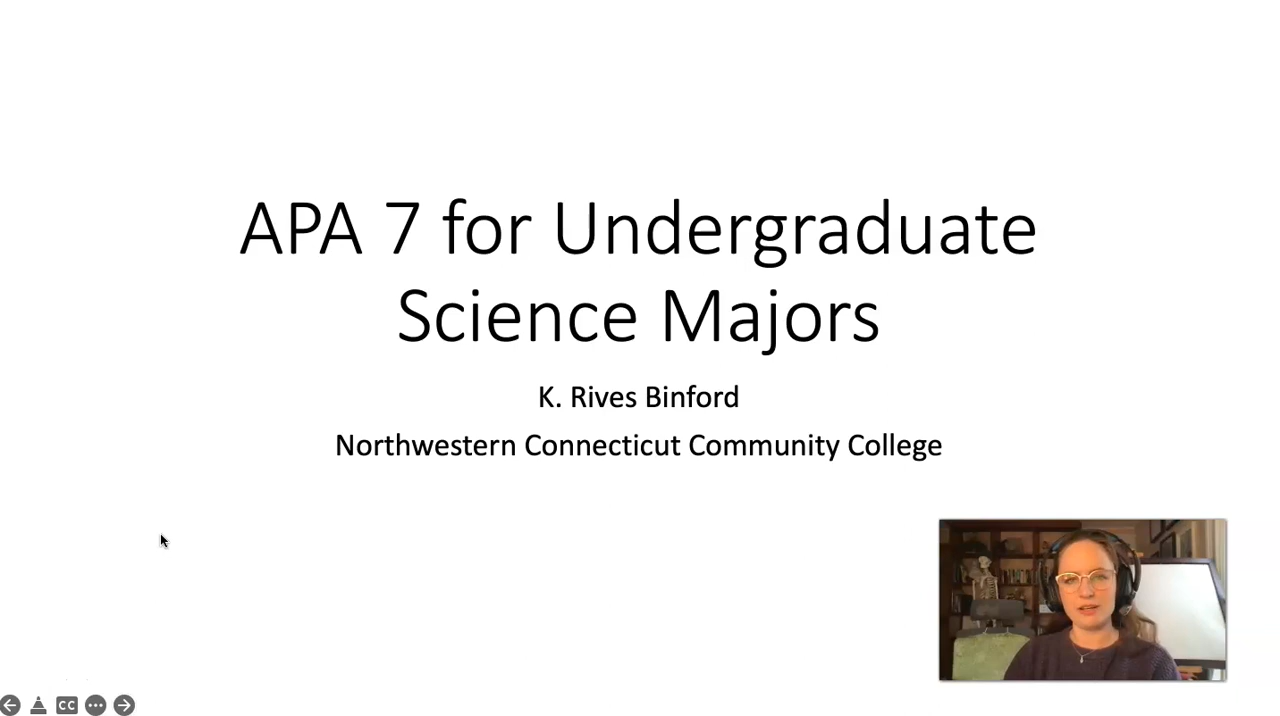 APA 7 for Undergraduate
Science Majors
K. Rives Binford
Northwestern Connecticut Community College
CC